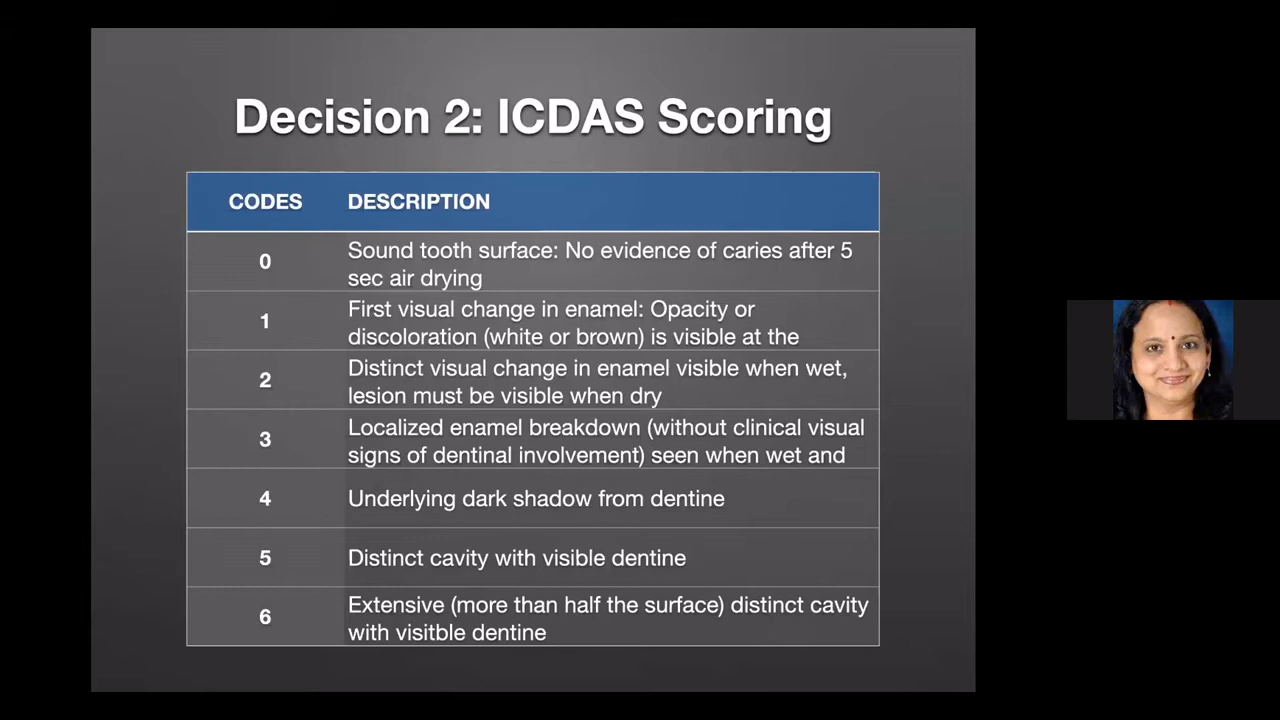 Decision 2: ICDAS Scoring
CODES DESCRIPTION
0 Sound tooth surface: No evidence of caries after 5
sec air drying
1 First visual change in enamel: Opacity or
discoloration (white or brown) is visible at the
2 Distinct visual change in enamel visible when wet,
lesion must be visible when dry
3 Localized enamel breakdown (without clinical visual
signs of dentinal involvement) seen when wet and
4 Underlying dark shadow from dentine
5 Distinct cavity with visible dentine
6 Extensive (more than half the surface) distinct cavity
with visitble dentine